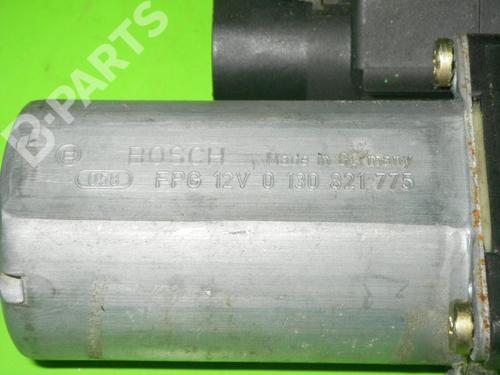 B-PARTS
BOSCH Made in Germany
FPG 12V 0 130 821 775